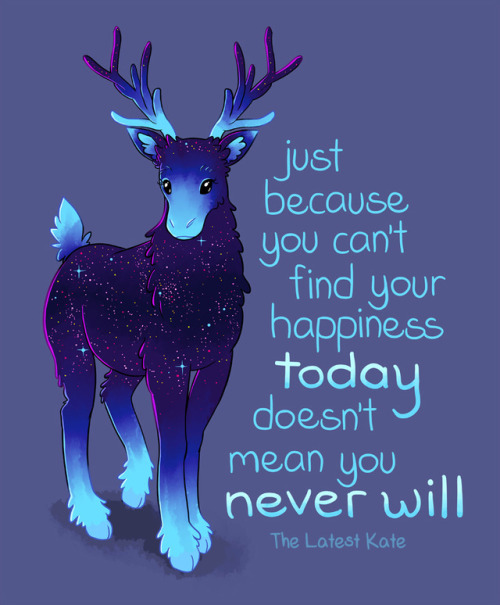 just
because
you can't
find your
happiness
today
doesn't
mean you
never will
The Latest Kate